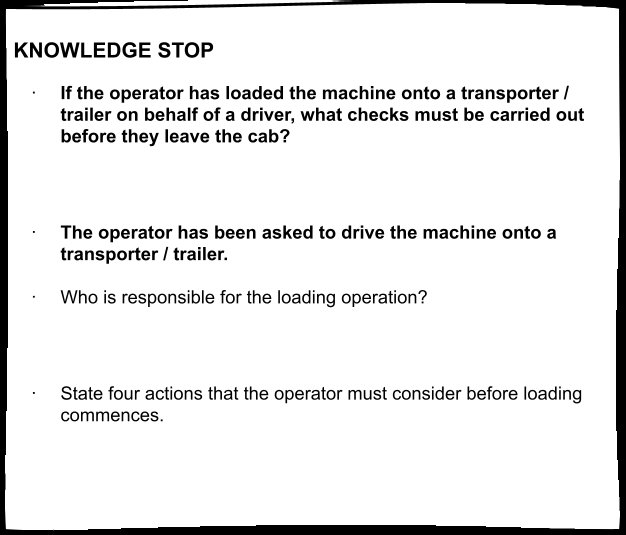 KNOWLEDGE STOP
· If the operator has loaded the machine onto a transporter /
trailer on behalf of a driver, what checks must be carried out
before they leave the cab?
· The operator has been asked to drive the machine onto a
transporter / trailer.
· Who is responsible for the loading operation?
· State four actions that the operator must consider before loading
commences.